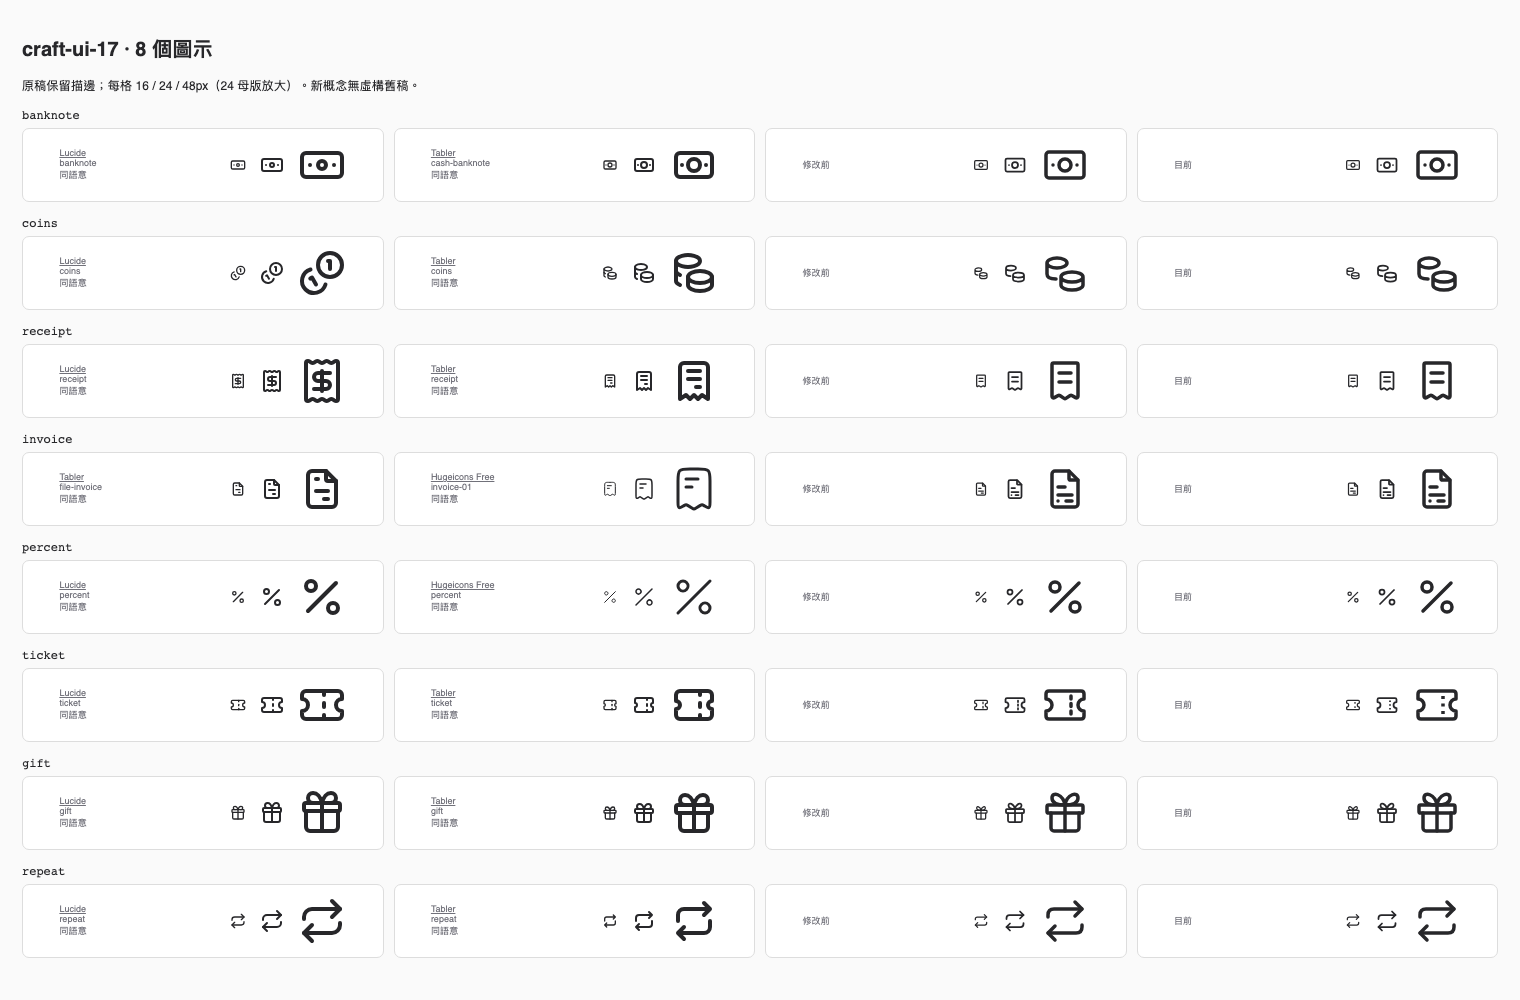 craft-ui-17 · 8 個圖示
原稿保留描邊；每格 16 / 24 / 48px（24 母版放大）。新概念無虛構舊稿。
banknote
Lucide
banknote
同語意
Tabler
cash-banknote
同語意
修改前
目前
coins
Lucide
coins
同語意
Tabler
coins
同語意
修改前
目前
receipt
Lucide
receipt
同語意
Tabler
receipt
同語意
修改前
目前
invoice
Tabler
file-invoice
同語意
Hugeicons Free
invoice-01
同語意
修改前
目前
percent
Lucide
percent
同語意
Hugeicons Free
percent
同語意
修改前
目前
ticket
Lucide
ticket
同語意
Tabler
ticket
同語意
修改前
目前
gift
Lucide
gift
同語意
Tabler
gift
同語意
修改前
目前
repeat
Lucide
repeat
同語意
Tabler
repeat
同語意
修改前
目前